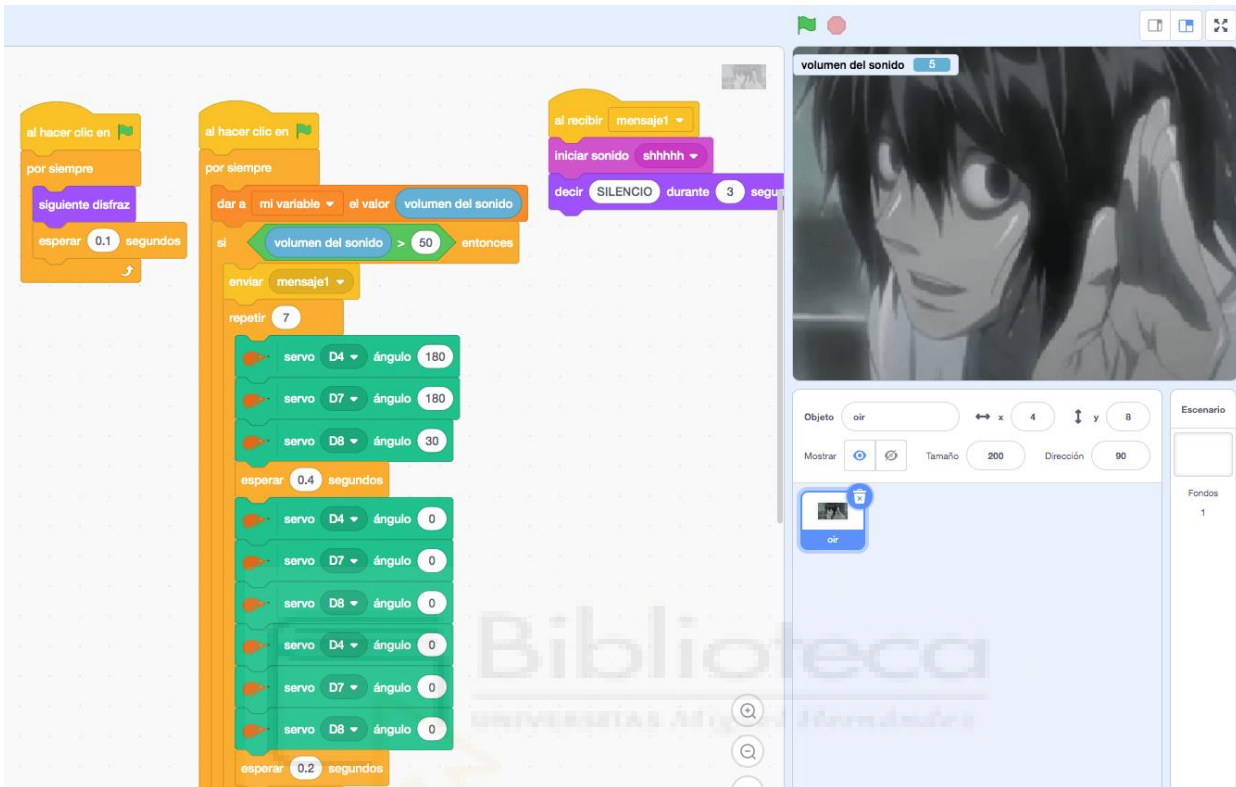 al hacer clic en
por siempre
siguiente disfraz
esperar 0.1 segundos
al hacer clic en
por siempre
dar a mi variable el valor volumen del sonido
si volumen del sonido > 50 entonces
enviar mensaje1
repetir 7
servo D4 ángulo 180
servo D7 ángulo 180
servo D8 ángulo 30
esperar 0.4 segundos
servo D4 ángulo 0
servo D7 ángulo 0
servo D8 ángulo 0
servo D4 ángulo 0
servo D7 ángulo 0
servo D8 ángulo 0
esperar 0.2 segundos
al recibir mensaje1
iniciar sonido shhhhh
decir SILENCIO durante 3 segun
volumen del sonido 5
Objeto oir x 4 y 8
Mostrar Tamaño 200 Dirección 90
oir
Escenario
Fondos
1
Biblioteca
UNIVERSITAS Miguel Hernández